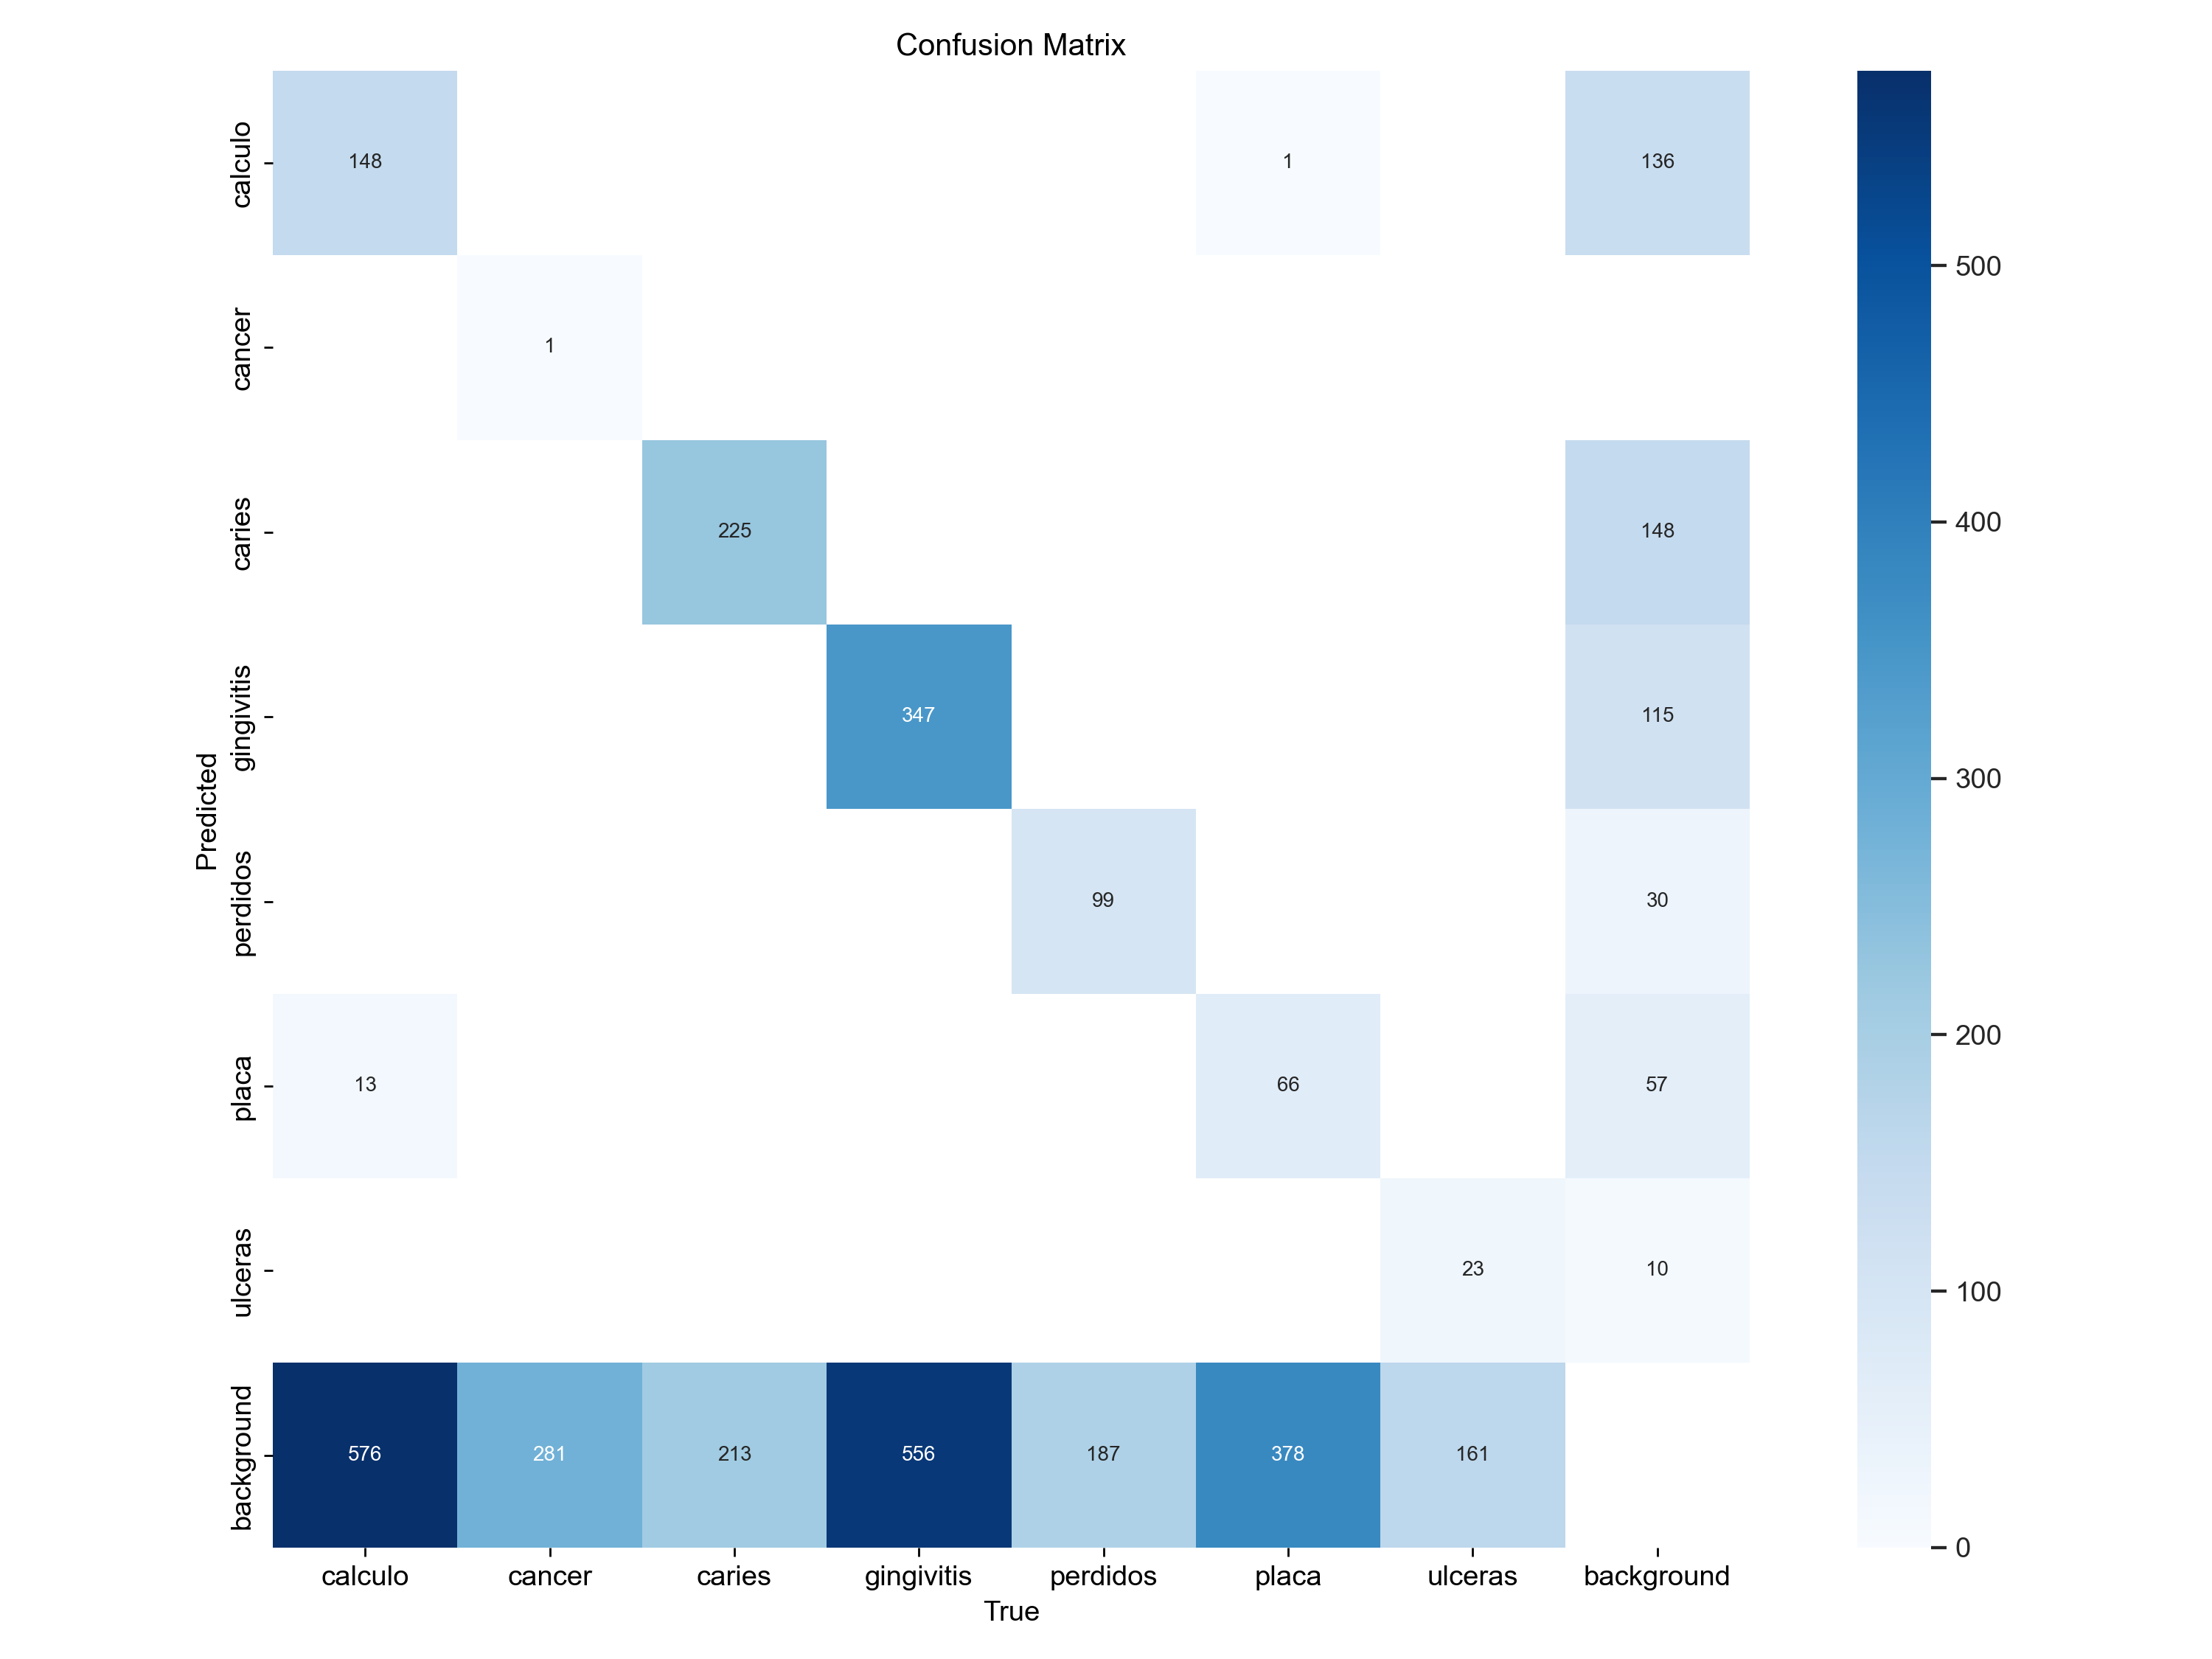 Confusion Matrix
calculo 148 1 136
cancer 1
caries 225 148
gingivitis 347 115
perdidos 99 30
placa 13 66 57
ulceras 23 10
background 576 281 213 556 187 378 161
Predicted
calculo cancer caries gingivitis perdidos placa ulceras background
True
500
400
300
200
100
0